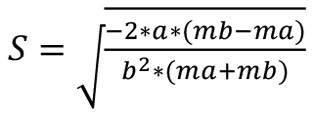 S = √((-2*a*(mb−ma))/(b²*(ma+mb)))